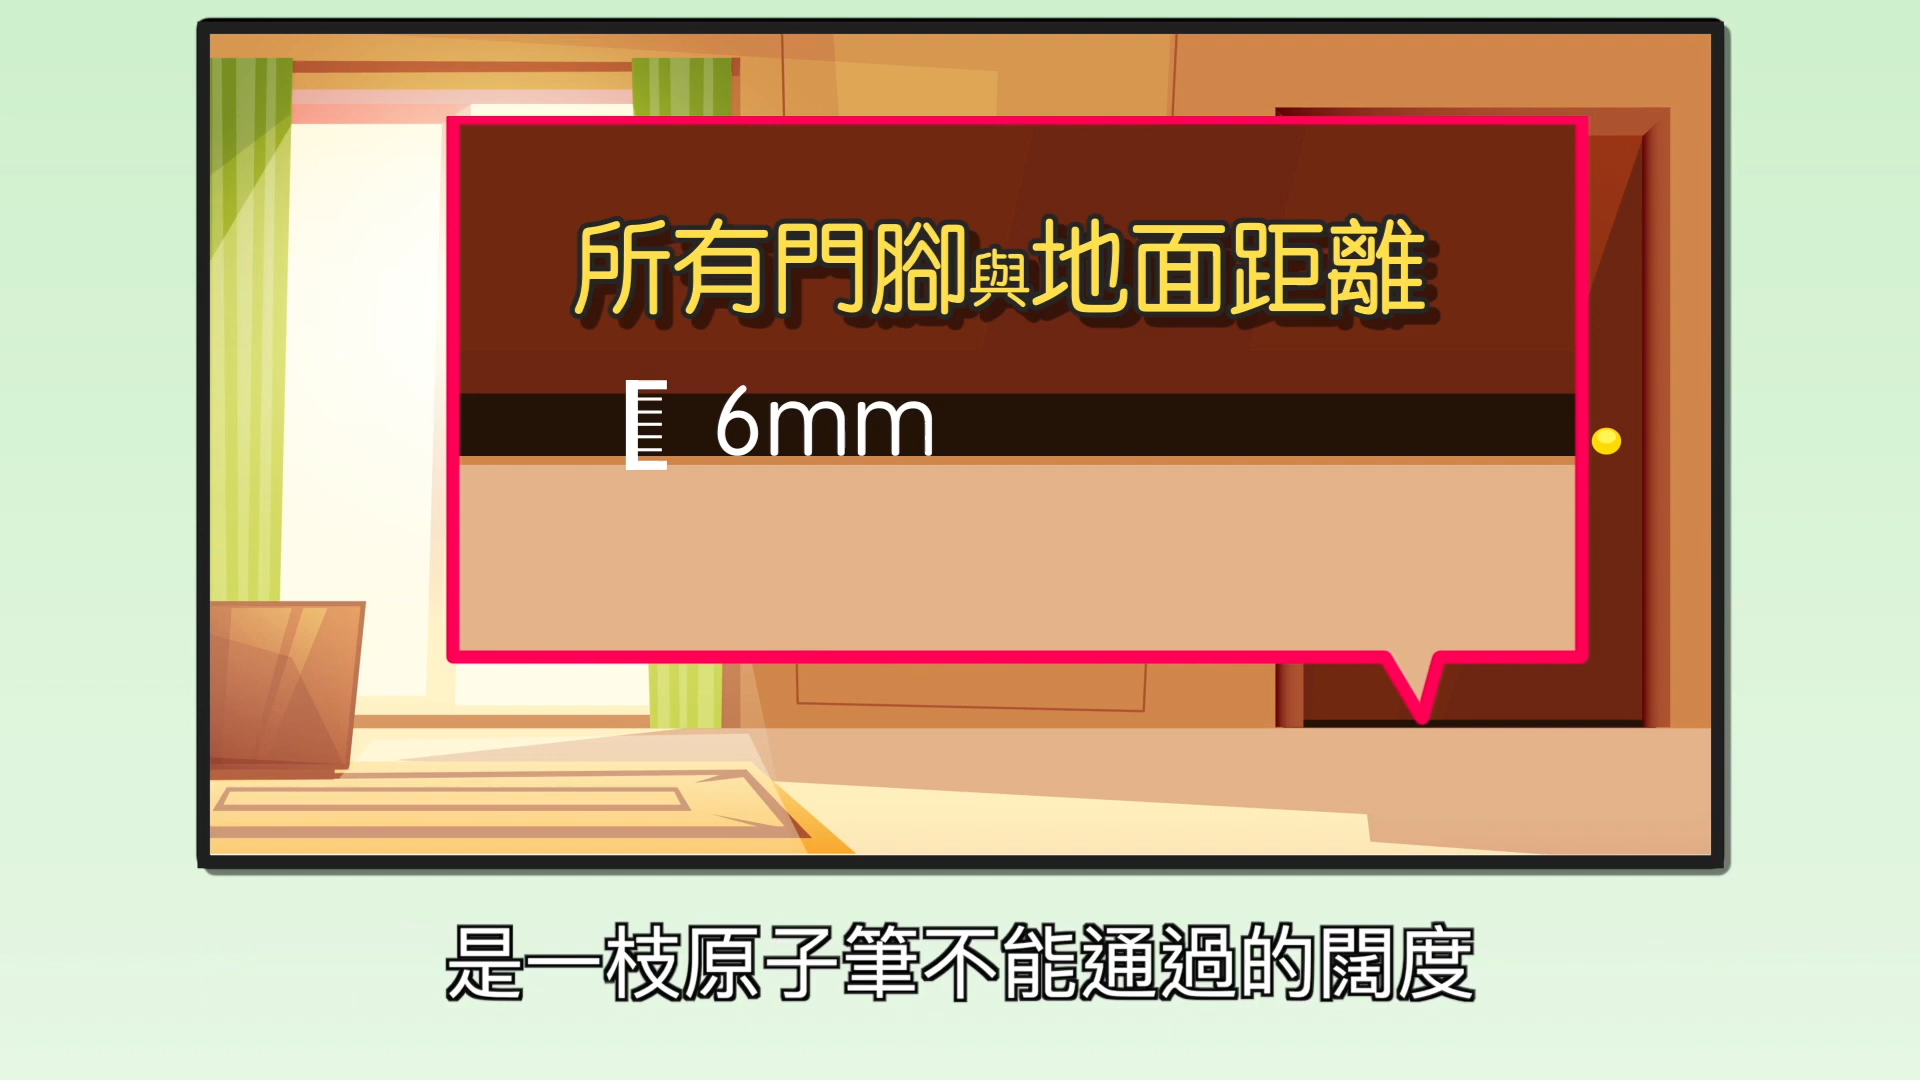 所有門腳與地面距離
6mm
是一枝原子筆不能通過的闊度